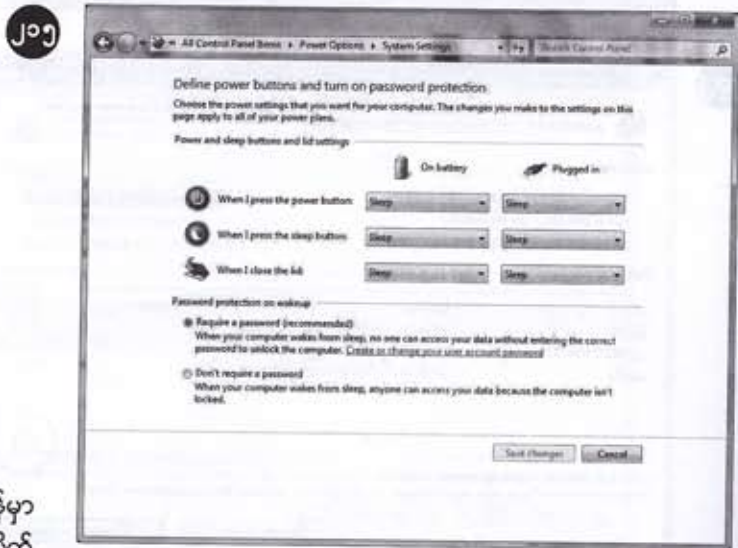 ၂၁၅
All Control Panel Items ▸ Power Options ▸ System Settings
Search Control Panel
Define power buttons and turn on password protection
Choose the power settings that you want for your computer. The changes you make to the settings on this
page apply to all of your power plans.
Power and sleep buttons and lid settings
On battery Plugged in
When I press the power button: Sleep Sleep
When I press the sleep button: Sleep Sleep
When I close the lid: Sleep Sleep
Password protection on wakeup
Require a password (recommended)
When your computer wakes from sleep, no one can access your data without entering the correct
password to unlock the computer. Create or change your user account password
Don't require a password
When your computer wakes from sleep, anyone can access your data because the computer isn't
locked.
Save changes Cancel